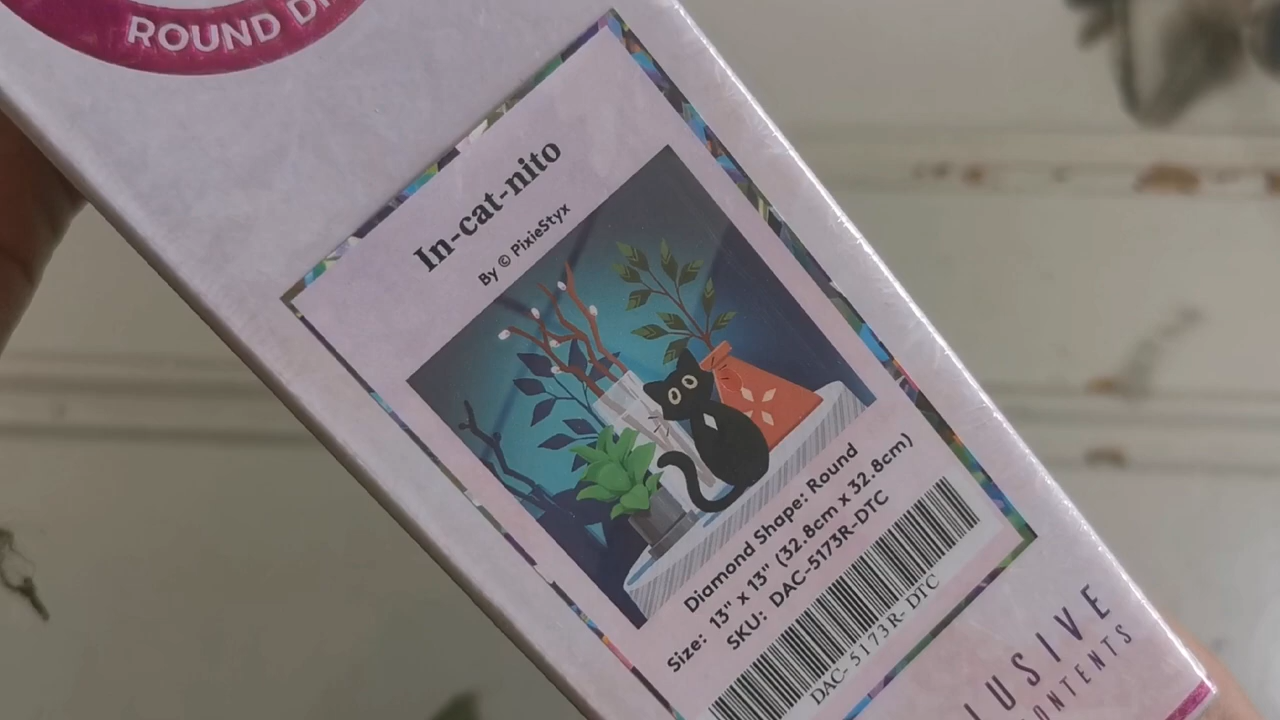 ROUND
In-cat-nito
By © PixieStyx
Diamond Shape: Round
Size: 13" x 13" (32.8cm x 32.8cm)
SKU: DAC-5173R-DTC
DAC- 5173R- DTC
LUSIVE
ONTENTS